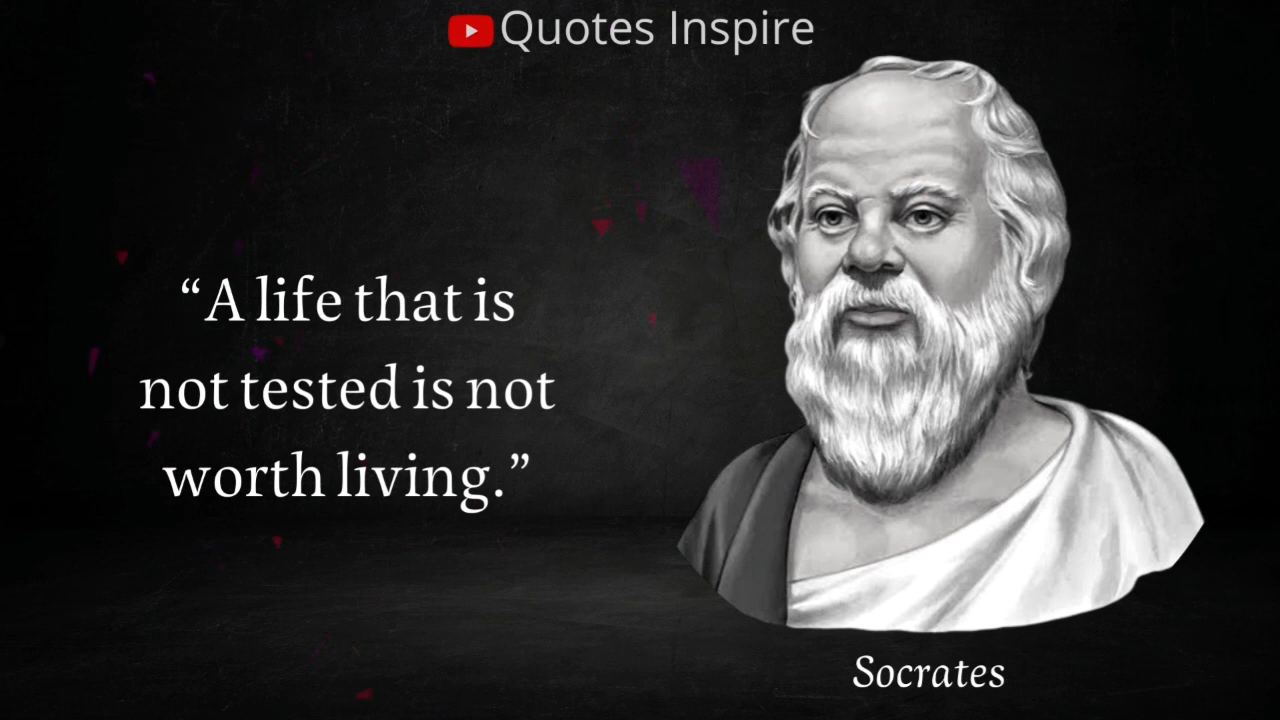 Quotes Inspire
“A life that is
not tested is not
worth living.”
Socrates